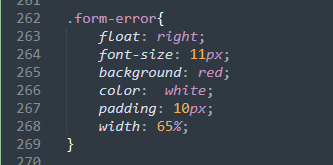 261
262 .form-error{
263 float: right;
264 font-size: 11px;
265 background: red;
266 color:  white;
267 padding: 10px;
268 width: 65%;
269 }
270